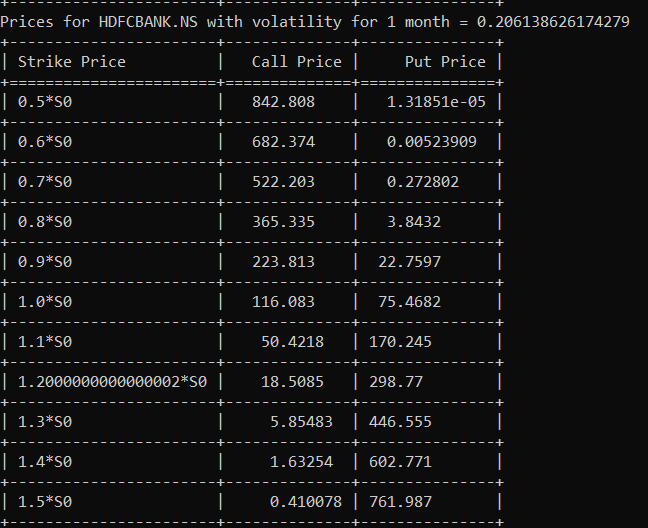 Prices for HDFCBANK.NS with volatility for 1 month = 0.206138626174279
+------------------------+--------------+---------------+
| Strike Price           |   Call Price |     Put Price |
+========================+==============+===============+
| 0.5*S0                 |   842.808    |   1.31851e-05 |
+------------------------+--------------+---------------+
| 0.6*S0                 |   682.374    |   0.00523909  |
+------------------------+--------------+---------------+
| 0.7*S0                 |   522.203    |   0.272802    |
+------------------------+--------------+---------------+
| 0.8*S0                 |   365.335    |   3.8432      |
+------------------------+--------------+---------------+
| 0.9*S0                 |   223.813    |  22.7597      |
+------------------------+--------------+---------------+
| 1.0*S0                 |   116.083    |  75.4682      |
+------------------------+--------------+---------------+
| 1.1*S0                 |    50.4218   | 170.245       |
+------------------------+--------------+---------------+
| 1.2000000000000002*S0  |    18.5085   | 298.77        |
+------------------------+--------------+---------------+
| 1.3*S0                 |     5.85483  | 446.555       |
+------------------------+--------------+---------------+
| 1.4*S0                 |     1.63254  | 602.771       |
+------------------------+--------------+---------------+
| 1.5*S0                 |     0.410078 | 761.987       |
+------------------------+--------------+---------------+